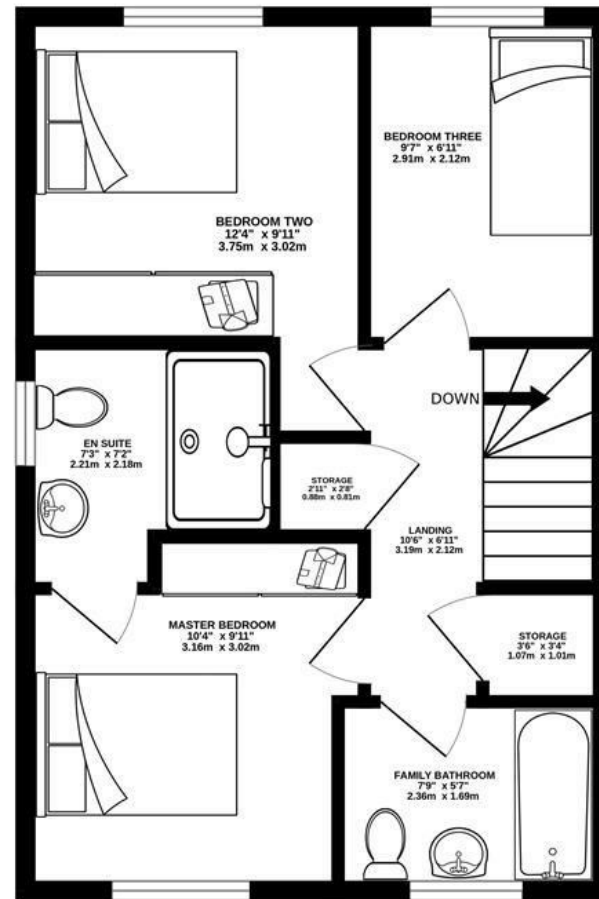 BEDROOM THREE
9'7" x 6'11"
2.91m x 2.12m
BEDROOM TWO
12'4" x 9'11"
3.75m x 3.02m
DOWN
EN SUITE
7'3" x 7'2"
2.21m x 2.18m
STORAGE
2'11" x 2'8"
0.88m x 0.81m
LANDING
10'6" x 6'11"
3.19m x 2.12m
MASTER BEDROOM
10'4" x 9'11"
3.16m x 3.02m
STORAGE
3'6" x 3'4"
1.07m x 1.01m
FAMILY BATHROOM
7'9" x 5'7"
2.36m x 1.69m